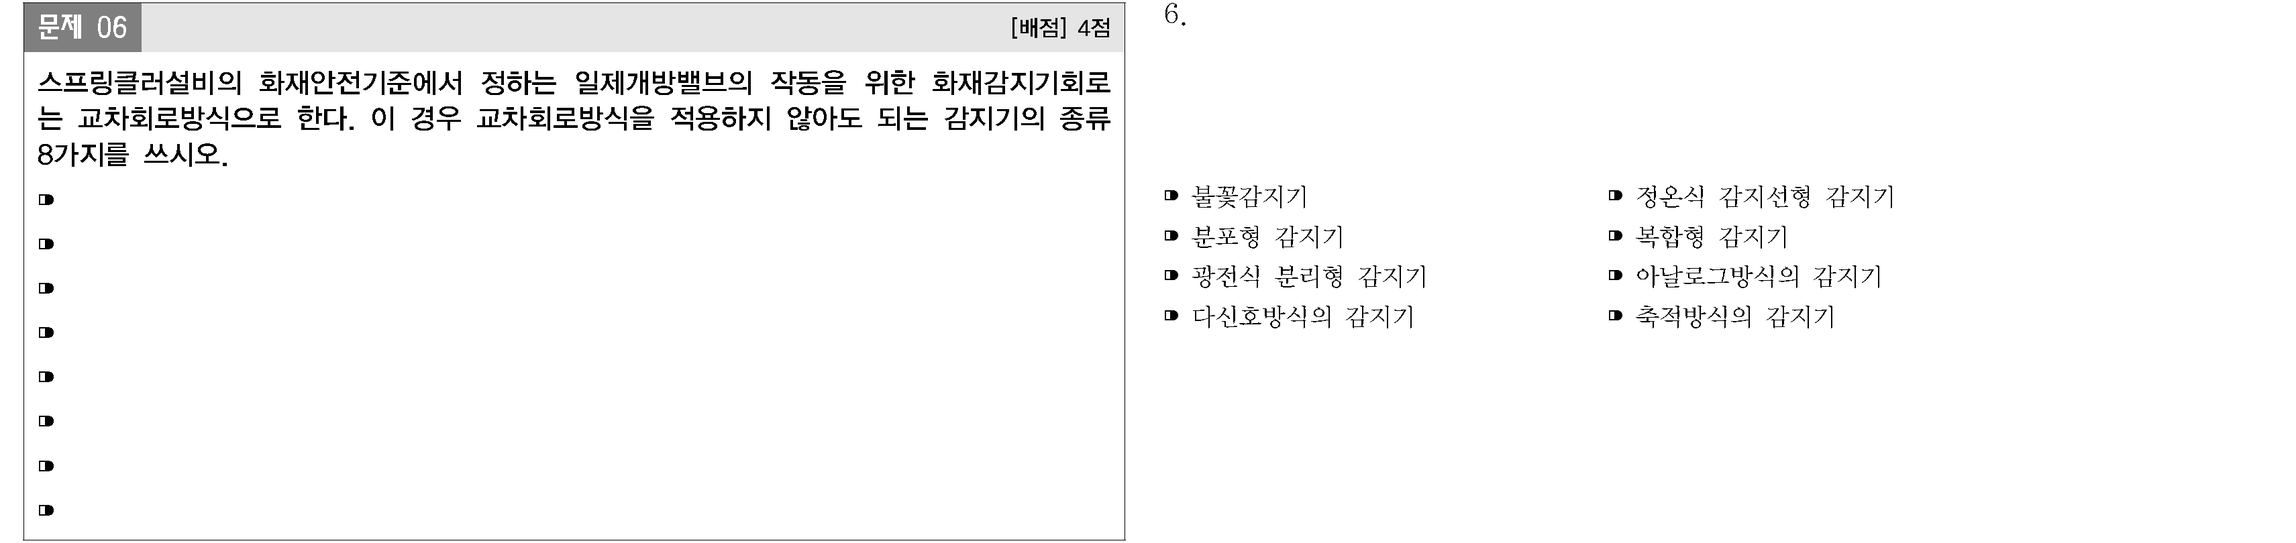 문제 06
[배점] 4점
스프링클러설비의 화재안전기준에서 정하는 일제개방밸브의 작동을 위한 화재감지기회로
는 교차회로방식으로 한다. 이 경우 교차회로방식을 적용하지 않아도 되는 감지기의 종류
8가지를 쓰시오.
6.
불꽃감지기
정온식 감지선형 감지기
분포형 감지기
복합형 감지기
광전식 분리형 감지기
아날로그방식의 감지기
다신호방식의 감지기
축적방식의 감지기